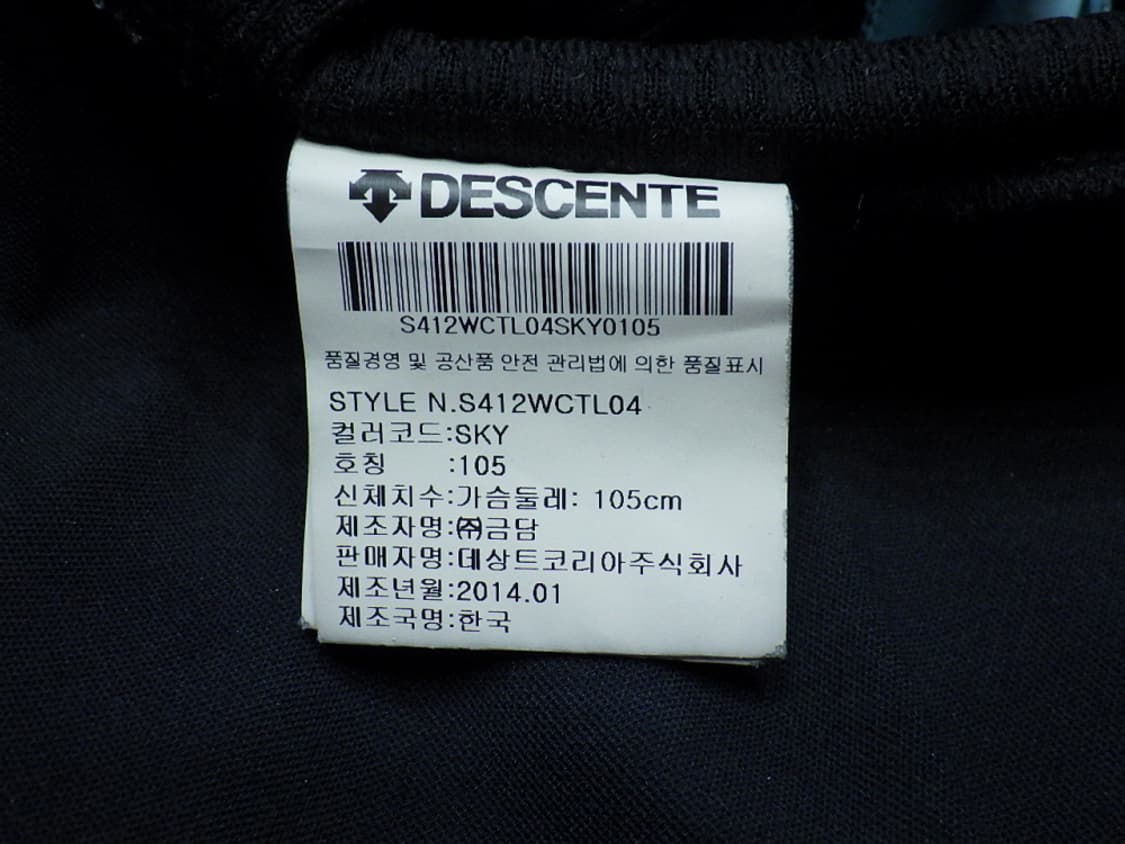 DESCENTE
S412WCTL04SKY0105
품질경영 및 공산품 안전 관리법에 의한 품질표시
STYLE N.S412WCTL04
컬러코드:SKY
호칭 :105
신체치수:가슴둘레: 105cm
제조자명:㈜금담
판매자명:데상트코리아주식회사
제조년월:2014.01
제조국명:한국